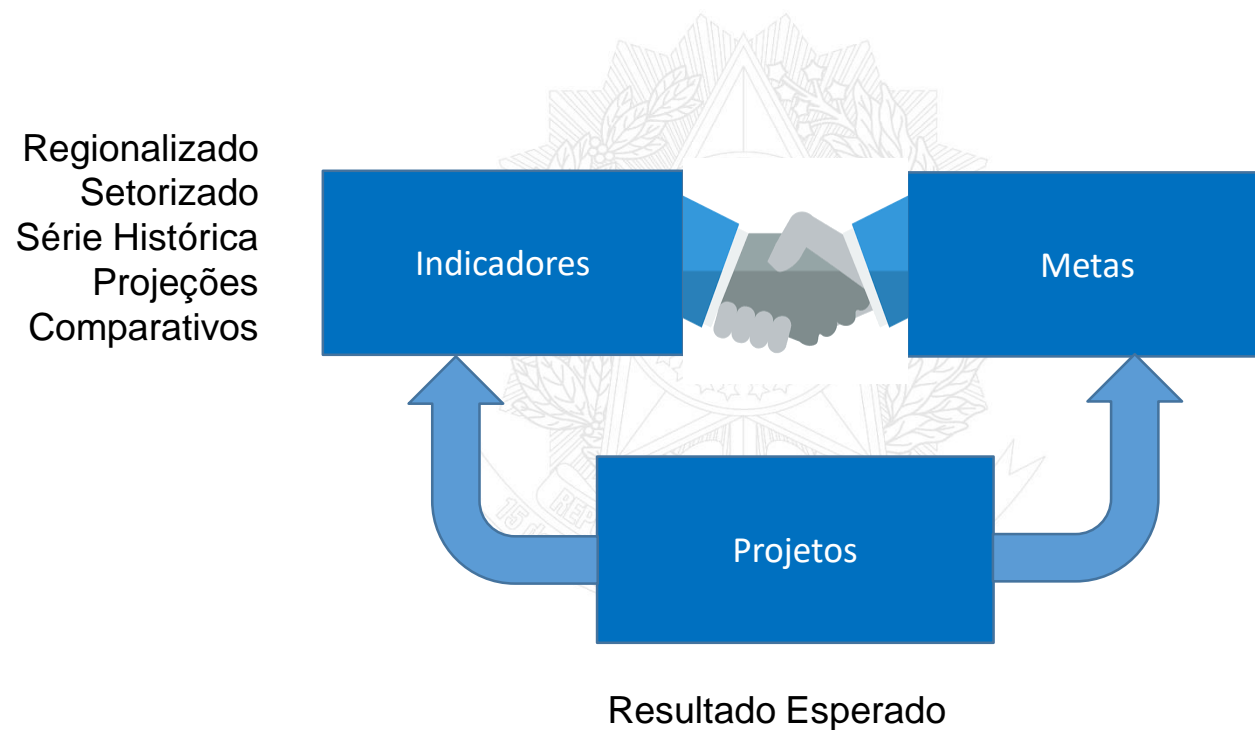 Regionalizado
Setorizado
Série Histórica
Projeções
Comparativos
Indicadores
Metas
Projetos
Resultado Esperado